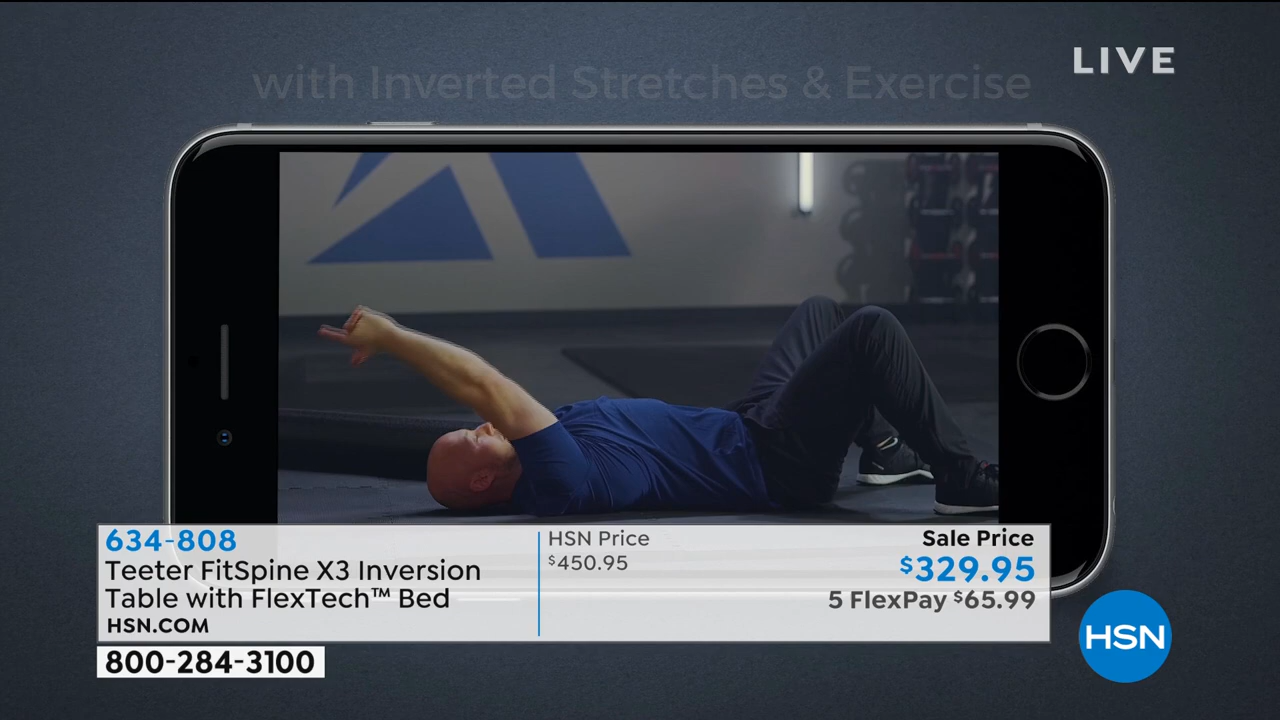 LIVE
with Inverted Stretches & Exercise
634-808
Teeter FitSpine X3 Inversion
Table with FlexTech™ Bed
HSN.COM
HSN Price
$450.95
Sale Price
$329.95
5 FlexPay $65.99
800-284-3100
HSN